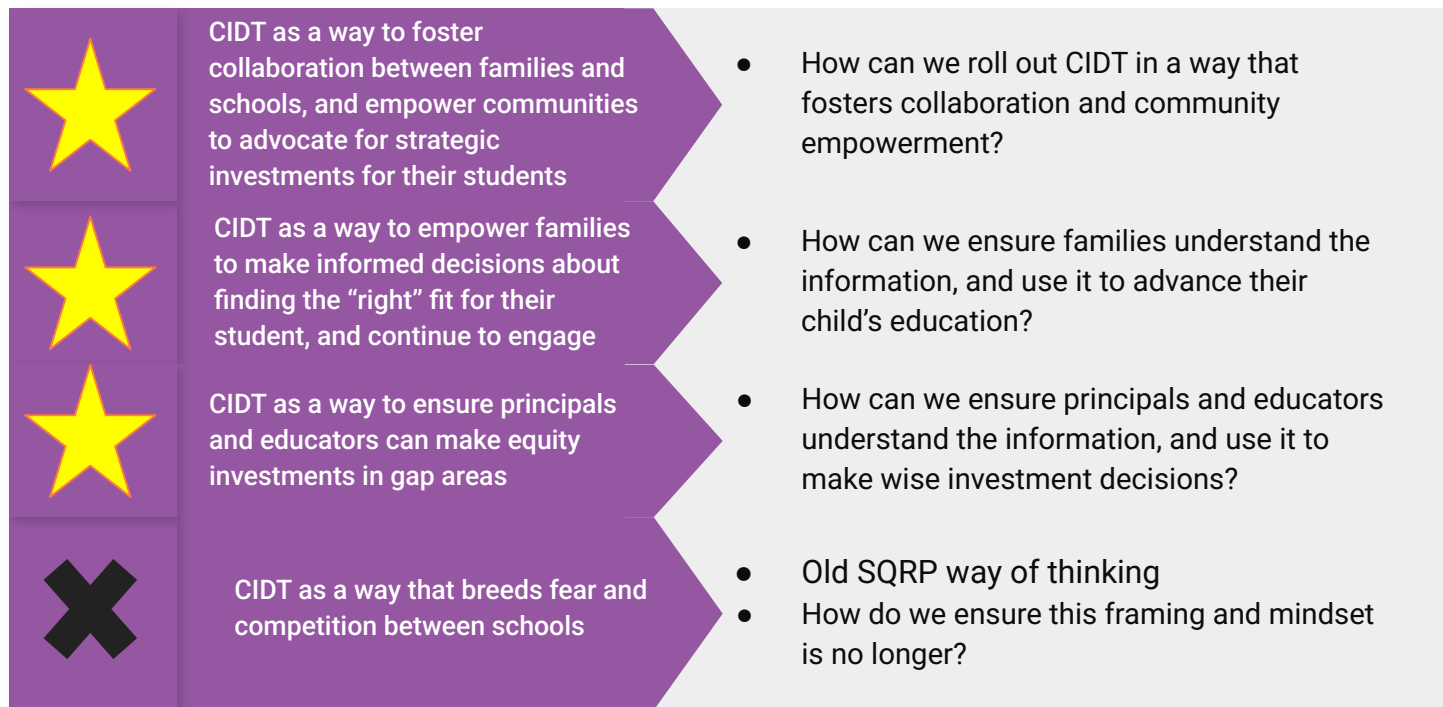 CIDT as a way to foster
collaboration between families and
schools, and empower communities
to advocate for strategic
investments for their students
● How can we roll out CIDT in a way that
fosters collaboration and community
empowerment?
CIDT as a way to empower families
to make informed decisions about
finding the “right” fit for their
student, and continue to engage
● How can we ensure families understand the
information, and use it to advance their
child’s education?
CIDT as a way to ensure principals
and educators can make equity
investments in gap areas
● How can we ensure principals and educators
understand the information, and use it to
make wise investment decisions?
CIDT as a way that breeds fear and
competition between schools
● Old SQRP way of thinking
● How do we ensure this framing and mindset
is no longer?